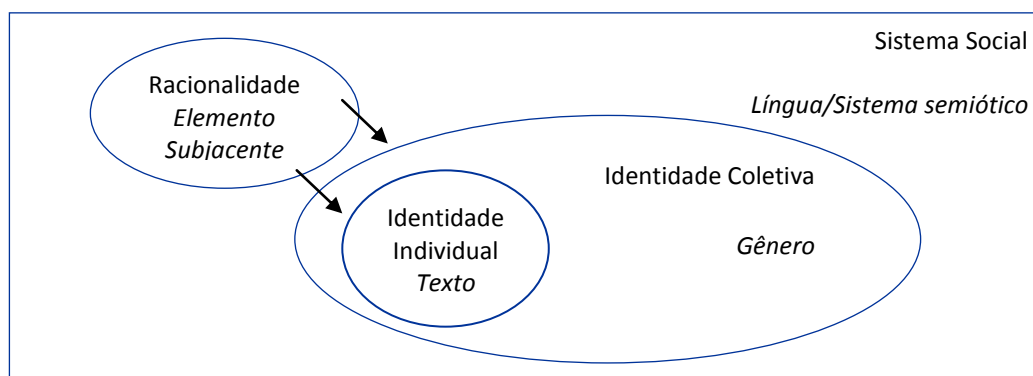 Sistema Social
Língua/Sistema semiótico
Racionalidade
Elemento
Subjacente
Identidade Coletiva
Gênero
Identidade
Individual
Texto